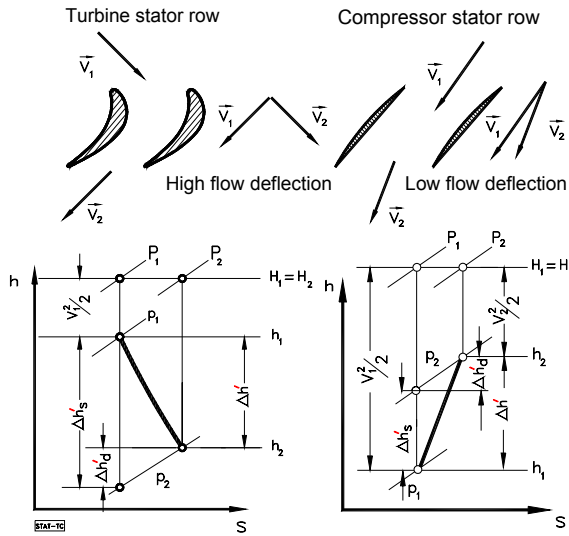 Turbine stator row
Compressor stator row
V₁
V₁
V₁
V₂
V₁
V₂
High flow deflection
Low flow deflection
V₂
V₂
P₁
P₂
H₁=H₂
h
V₁²/2
p₁
h₁
Δh's
Δh'
Δh'd
h₂
p₂
S
STAT-TC
P₁
P₂
H₁=H
h
V₁²/2
V₂²/2
p₂
h₂
Δh'd
Δh'
Δh's
h₁
p₁
S